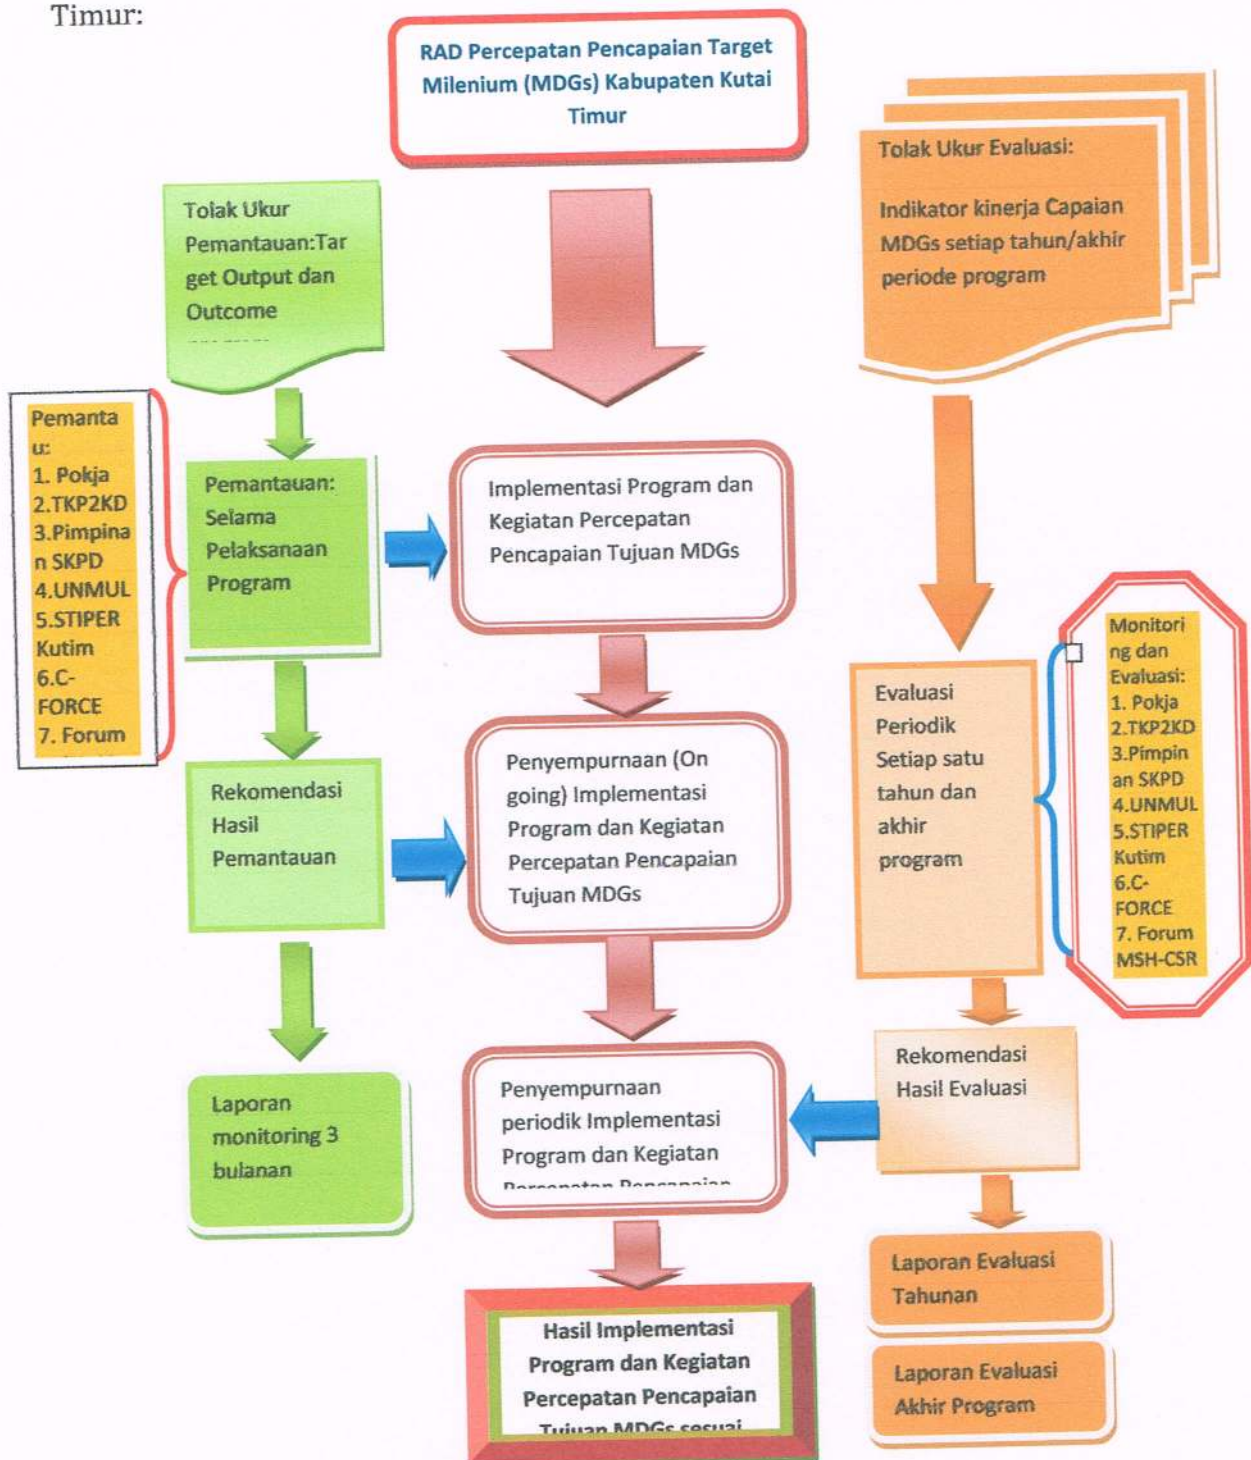 Timur:
RAD Percepatan Pencapaian Target
Milenium (MDGs) Kabupaten Kutai
Timur
Tolak Ukur
Pemantauan:Tar
get Output dan
Outcome
Tolak Ukur Evaluasi:
Indikator kinerja Capaian
MDGs setiap tahun/akhir
periode program
Pemanta
u:
1. Pokja
2.TKP2KD
3.Pimpina
n SKPD
4.UNMUL
5.STIPER
Kutim
6.C-
FORCE
7. Forum
Pemantauan:
Selama
Pelaksanaan
Program
Implementasi Program dan
Kegiatan Percepatan
Pencapaian Tujuan MDGs
Evaluasi
Periodik
Setiap satu
tahun dan
akhir
program
Monitori
ng dan
Evaluasi:
1. Pokja
2.TKP2KD
3.Pimpin
an SKPD
4.UNMUL
5.STIPER
Kutim
6.C-
FORCE
7. Forum
MSH-CSR
Rekomendasi
Hasil
Pemantauan
Penyempurnaan (On
going) Implementasi
Program dan Kegiatan
Percepatan Pencapaian
Tujuan MDGs
Laporan
monitoring 3
bulanan
Penyempurnaan
periodik Implementasi
Program dan Kegiatan
Percepatan Pencapaian
Rekomendasi
Hasil Evaluasi
Laporan Evaluasi
Tahunan
Laporan Evaluasi
Akhir Program
Hasil Implementasi
Program dan Kegiatan
Percepatan Pencapaian
Tujuan MDGs sesuai